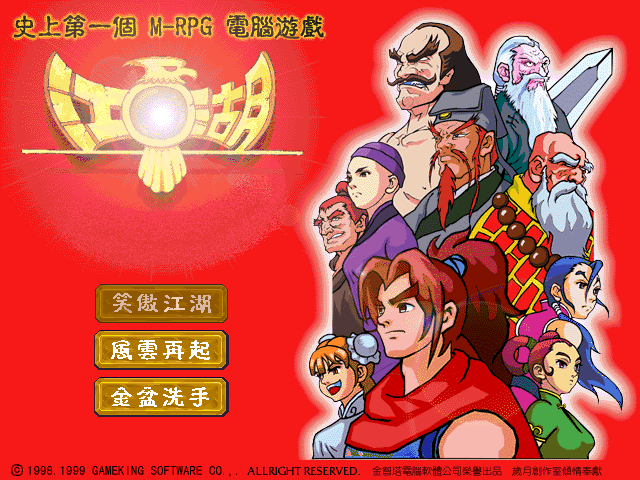 史上第一個 M-RPG 電腦遊戲
江湖
笑傲江湖
風雲再起
金盆洗手
© 1998,1999 GAMEKING SOFTWARE CO,. ALLRIGHT RESERVED. 金智塔電腦軟體公司榮譽出品 歲月創作室傾情奉獻